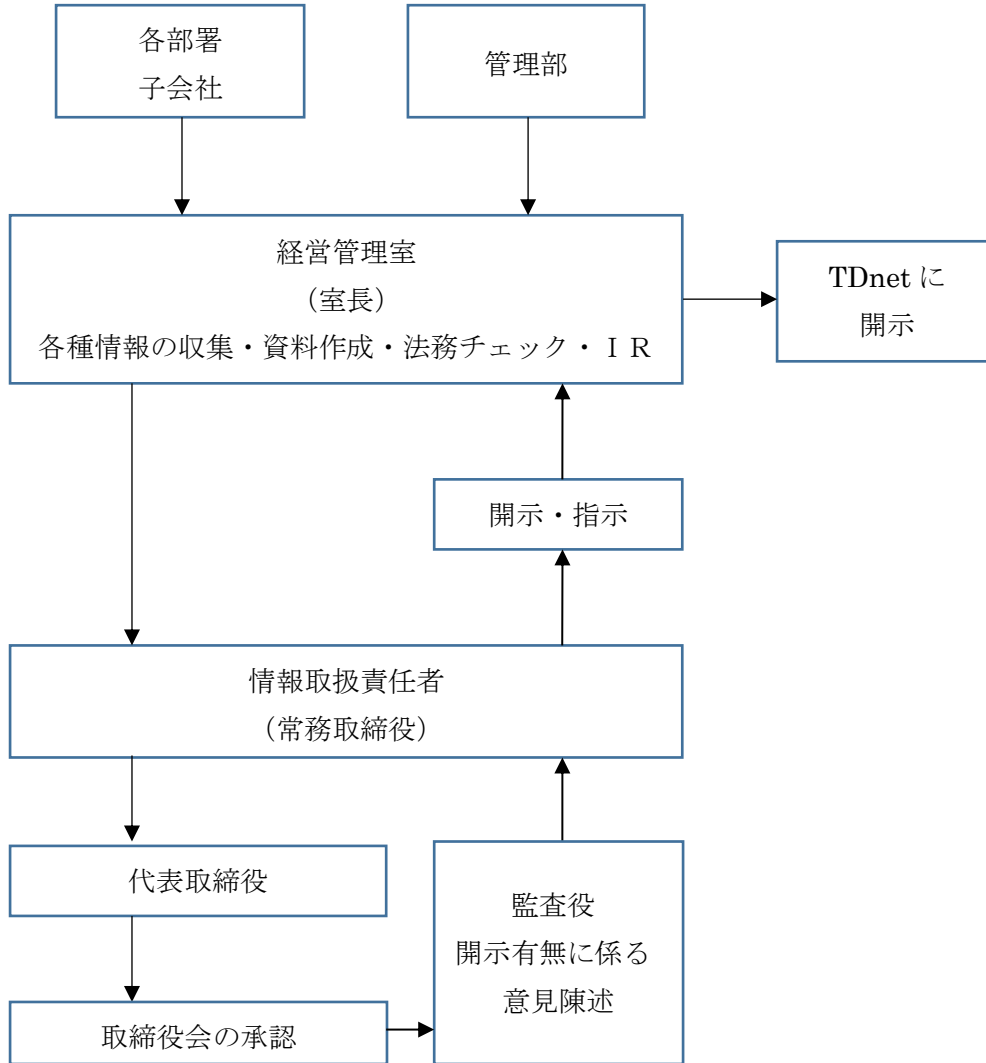 各部署
子会社
管理部
経営管理室
（室長）
各種情報の収集・資料作成・法務チェック・ＩＲ
TDnet に
開示
開示・指示
情報取扱責任者
（常務取締役）
代表取締役
監査役
開示有無に係る
意見陳述
取締役会の承認